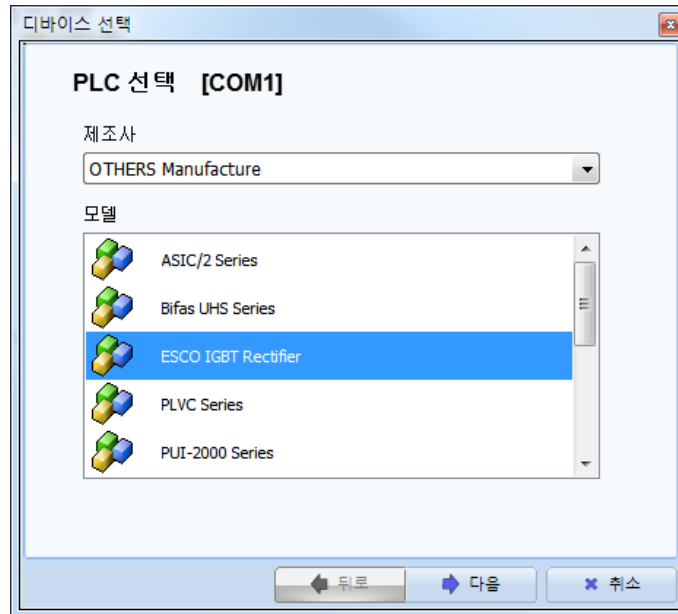 디바이스 선택
PLC 선택 [COM1]
제조사
OTHERS Manufacture
모델
ASIC/2 Series
Bifas UHS Series
ESCO IGBT Rectifier
PLVC Series
PUI-2000 Series
뒤로 다음 취소